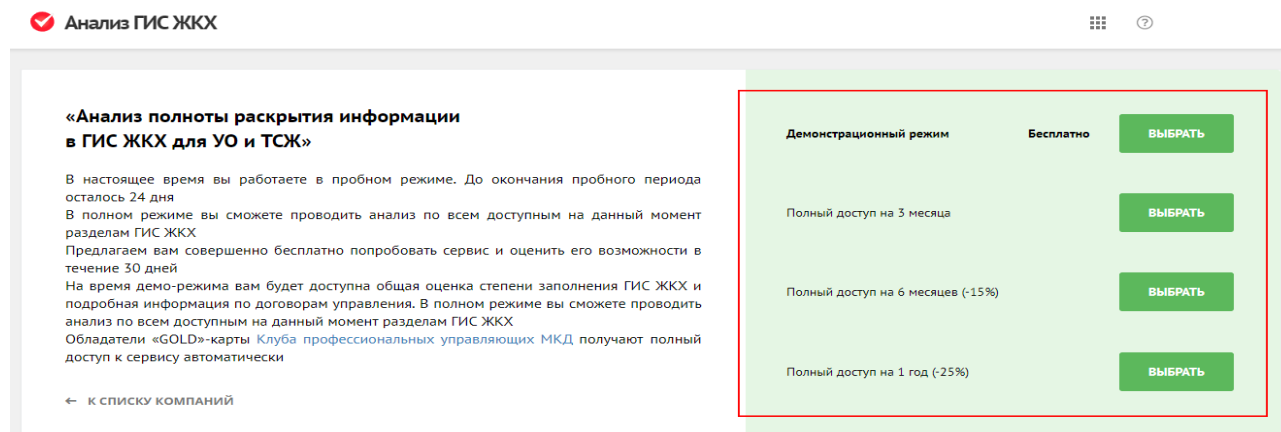 Анализ ГИС ЖКХ
?
«Анализ полноты раскрытия информации
в ГИС ЖКХ для УО и ТСЖ»
В настоящее время вы работаете в пробном режиме. До окончания пробного периода
осталось 24 дня
В полном режиме вы сможете проводить анализ по всем доступным на данный момент
разделам ГИС ЖКХ
Предлагаем вам совершенно бесплатно попробовать сервис и оценить его возможности в
течение 30 дней
На время демо-режима вам будет доступна общая оценка степени заполнения ГИС ЖКХ и
подробная информация по договорам управления. В полном режиме вы сможете проводить
анализ по всем доступным на данный момент разделам ГИС ЖКХ
Обладатели «GOLD»-карты Клуба профессиональных управляющих МКД получают полный
доступ к сервису автоматически
← К СПИСКУ КОМПАНИЙ
Демонстрационный режим Бесплатно ВЫБРАТЬ
Полный доступ на 3 месяца ВЫБРАТЬ
Полный доступ на 6 месяцев (-15%) ВЫБРАТЬ
Полный доступ на 1 год (-25%) ВЫБРАТЬ